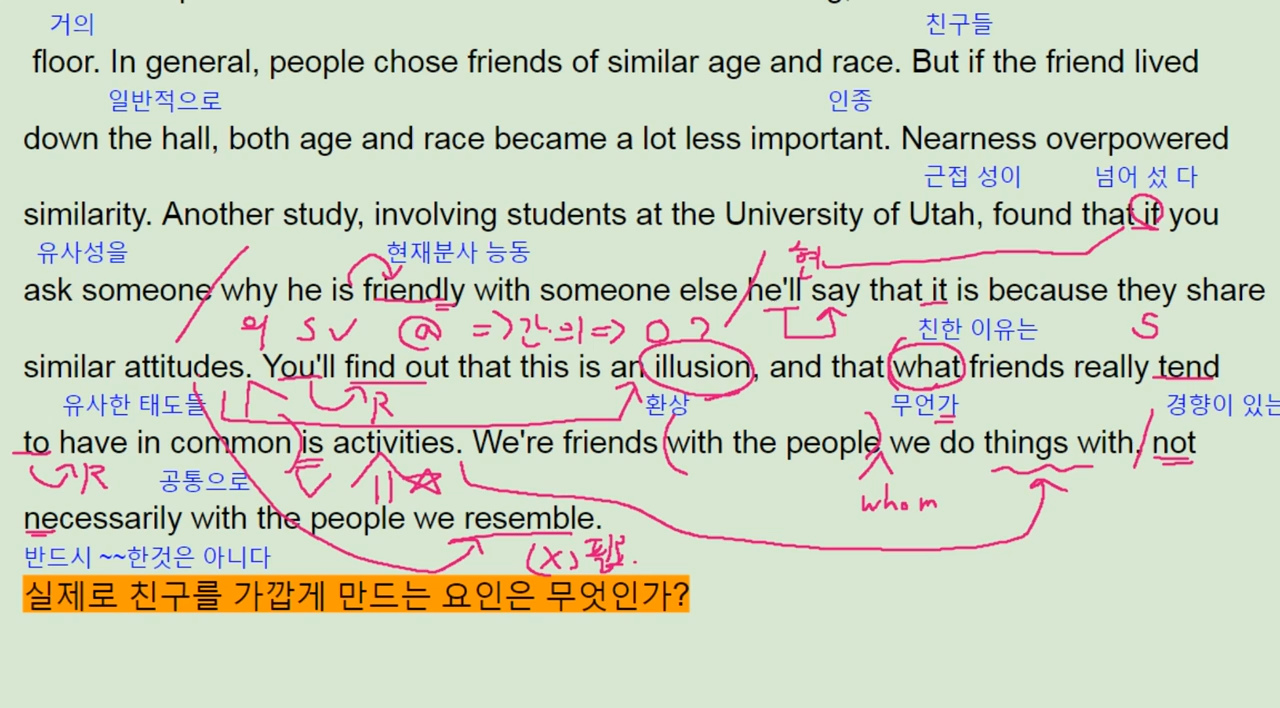 거의 친구들
floor. In general, people chose friends of similar age and race. But if the friend lived
일반적으로 인종
down the hall, both age and race became a lot less important. Nearness overpowered
근접 성이 넘어 섰 다
similarity. Another study, involving students at the University of Utah, found that if you
유사성을 현재분사 능동 현
ask someone why he is friendly with someone else he'll say that it is because they share
의 S V @ => 간의 => O ? 친한 이유는 S
similar attitudes. You'll find out that this is an illusion, and that what friends really tend
유사한 태도들 R 환상 무언가 경향이 있는
to have in common is activities. We're friends (with the people) we do things with, not
R 공통으로 V 11 ☆ whom
necessarily with the people we resemble.
반드시 ~~한것은 아니다 (X)
실제로 친구를 가깝게 만드는 요인은 무엇인가?